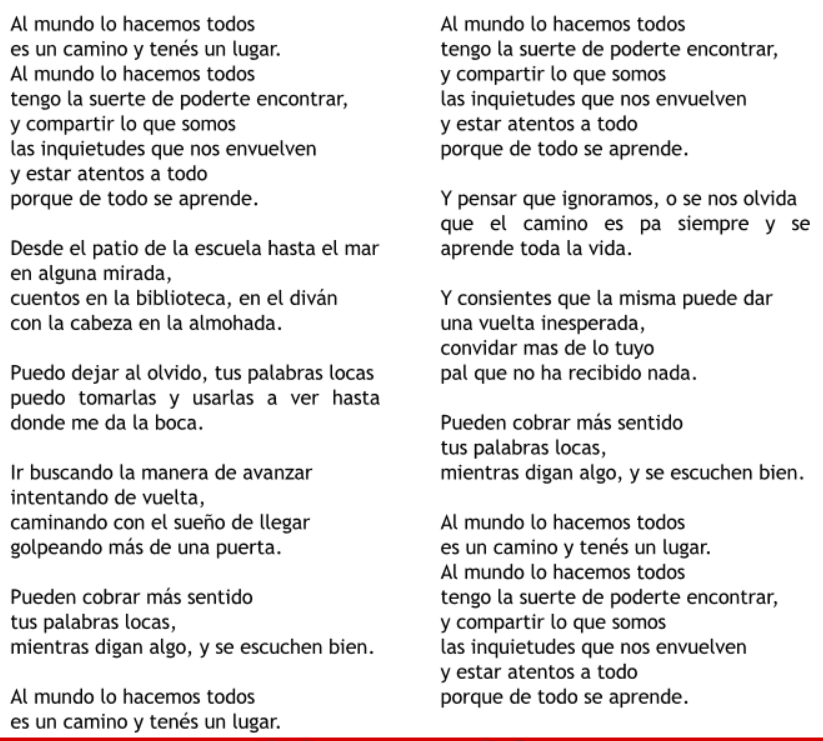 Al mundo lo hacemos todos
es un camino y tenés un lugar.
Al mundo lo hacemos todos
tengo la suerte de poderte encontrar,
y compartir lo que somos
las inquietudes que nos envuelven
y estar atentos a todo
porque de todo se aprende.

Desde el patio de la escuela hasta el mar
en alguna mirada,
cuentos en la biblioteca, en el diván
con la cabeza en la almohada.

Puedo dejar al olvido, tus palabras locas
puedo tomarlas y usarlas a ver hasta
donde me da la boca.

Ir buscando la manera de avanzar
intentando de vuelta,
caminando con el sueño de llegar
golpeando más de una puerta.

Pueden cobrar más sentido
tus palabras locas,
mientras digan algo, y se escuchen bien.

Al mundo lo hacemos todos
es un camino y tenés un lugar.
Al mundo lo hacemos todos
tengo la suerte de poderte encontrar,
y compartir lo que somos
las inquietudes que nos envuelven
y estar atentos a todo
porque de todo se aprende.

Y pensar que ignoramos, o se nos olvida
que el camino es pa siempre y se
aprende toda la vida.

Y consientes que la misma puede dar
una vuelta inesperada,
convidar mas de lo tuyo
pal que no ha recibido nada.

Pueden cobrar más sentido
tus palabras locas,
mientras digan algo, y se escuchen bien.

Al mundo lo hacemos todos
es un camino y tenés un lugar.
Al mundo lo hacemos todos
tengo la suerte de poderte encontrar,
y compartir lo que somos
las inquietudes que nos envuelven
y estar atentos a todo
porque de todo se aprende.